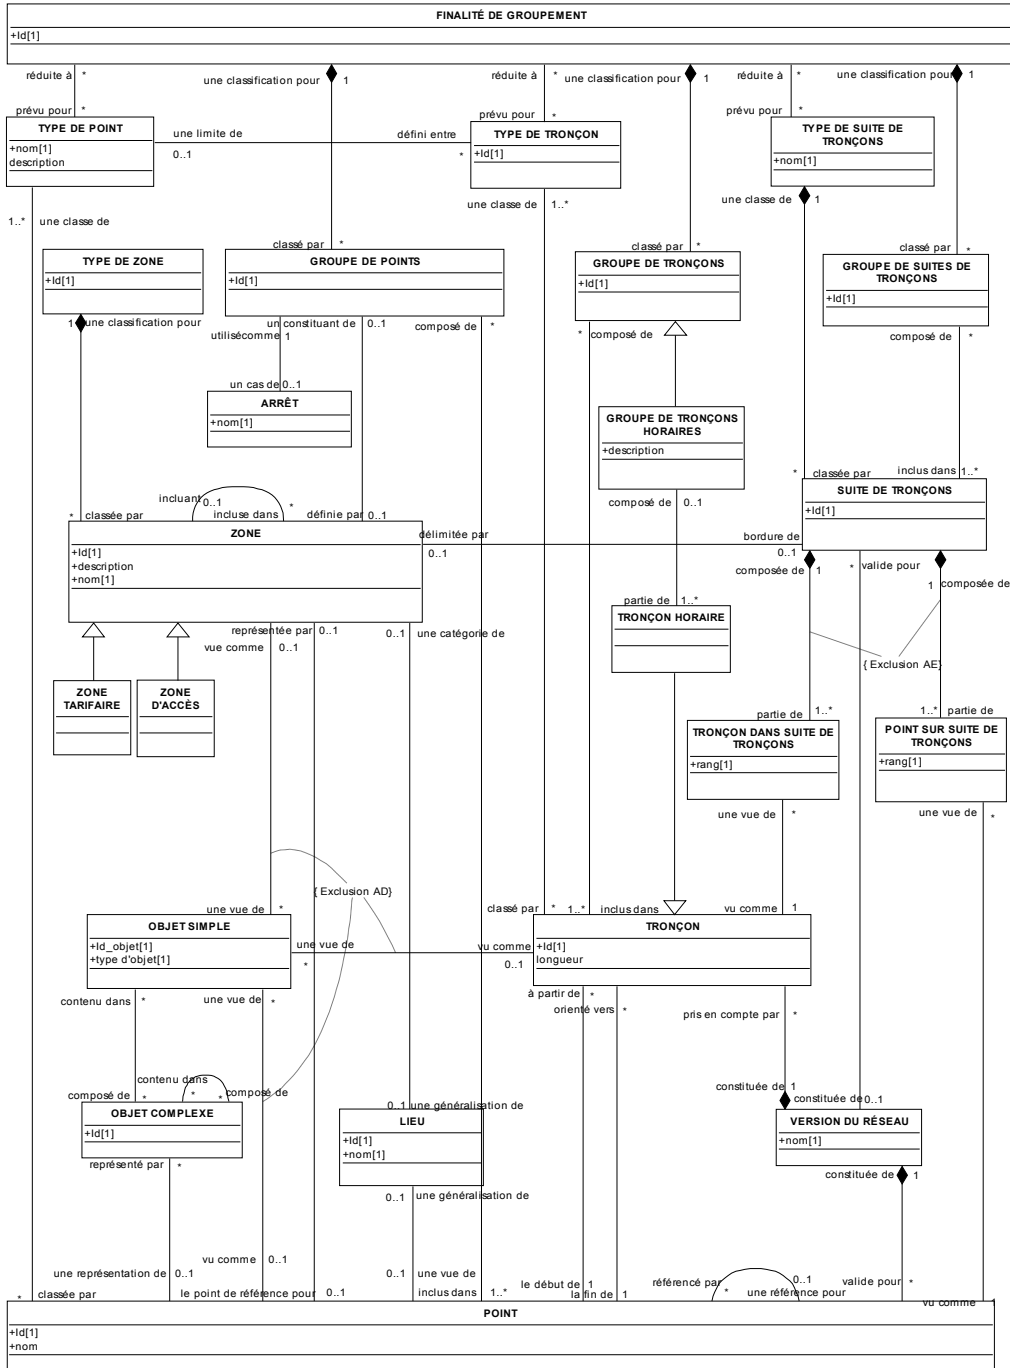 FINALITÉ DE GROUPEMENT
+Id[1]
réduite à *
une classification pour 1
réduite à *
une classification pour 1
réduite à *
une classification pour 1
prévu pour *
prévu pour *
prévu pour *
TYPE DE POINT
+nom[1]
description
une limite de
0..1
défini entre
*
TYPE DE TRONÇON
+Id[1]
TYPE DE SUITE DE
TRONÇONS
+nom[1]
1..* une classe de
une classe de 1..*
une classe de 1
classé par *
classé par *
classé par *
TYPE DE ZONE
+Id[1]
GROUPE DE POINTS
+Id[1]
GROUPE DE TRONÇONS
+Id[1]
GROUPE DE SUITES DE
TRONÇONS
+Id[1]
1 une classification pour
un constituant de 0..1
composé de *
utilisécomme 1
* composé de
composé de *
un cas de 0..1
ARRÊT
+nom[1]
GROUPE DE TRONÇONS
HORAIRES
+description
* classée par
inclus dans 1..*
incluant 0..1
incluse dans *
composé de 0..1
SUITE DE TRONÇONS
+Id[1]
* classée par
définie par 0..1
ZONE
+Id[1]
+description
+nom[1]
délimitée par
0..1
bordure de
0..1
composée de 1
* valide pour
1 composée de
partie de 1..*
TRONÇON HORAIRE
représentée par 0..1
vue comme 0..1
0..1 une catégorie de
{ Exclusion AE}
ZONE
TARIFAIRE
ZONE
D'ACCÈS
partie de 1..*
1..* partie de
TRONÇON DANS SUITE DE
TRONÇONS
+rang[1]
POINT SUR SUITE DE
TRONÇONS
+rang[1]
une vue de *
une vue de *
{ Exclusion AD}
une vue de *
classé par *
1..* inclus dans
vu comme 1
OBJET SIMPLE
+Id_objet[1]
+type d'objet[1]
une vue de
*
vu comme
0..1
TRONÇON
+Id[1]
longueur
contenu dans *
une vue de *
à partir de *
orienté vers *
pris en compte par *
contenu dans
*
composé de *
* composé de
constituée de 1
constituée de 0..1
OBJET COMPLEXE
+Id[1]
0..1 une généralisation de
LIEU
+Id[1]
+nom[1]
VERSION DU RÉSEAU
+nom[1]
représenté par *
0..1 une généralisation de
constituée de 1
vu comme 0..1
une représentation de 0..1
0..1 une vue de
le début de 1
référencé par
*
0..1
une référence pour
valide pour *
* classée par
le point de référence pour 0..1
inclus dans 1..*
la fin de 1
vu comme 1
POINT
+Id[1]
+nom